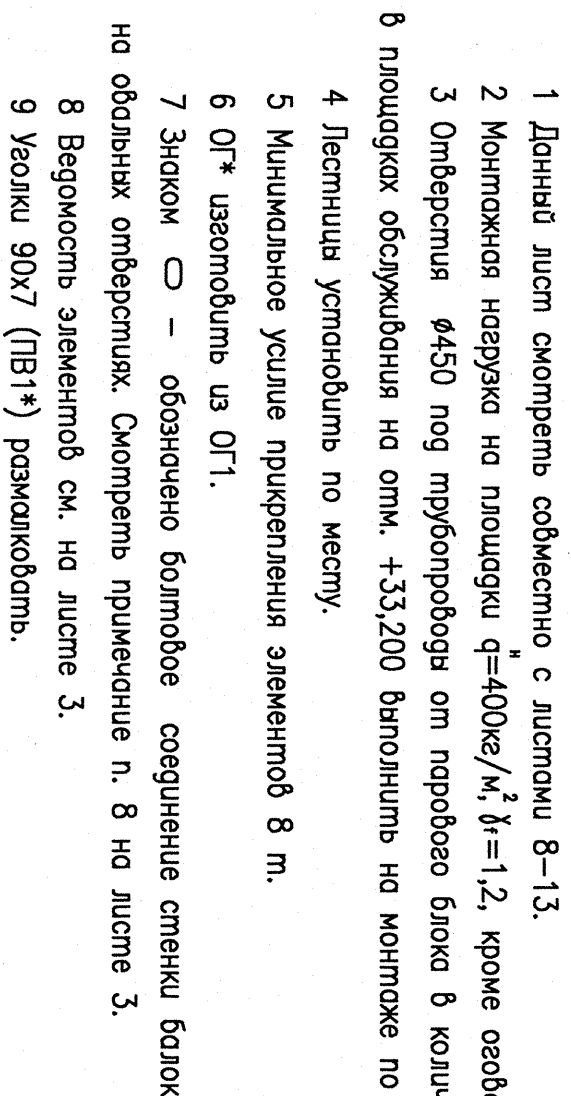 1 Данный лист смотреть совместно с листами 8–13.
2 Монтажная нагрузка на площадки qᴴ=400кг/м², γf=1,2, кроме
3 Отверстия ø450 под трубопроводы от парового блока в
в площадках обслуживания на отм. +33,200 выполнить на монтаже по
4 Лестницы установить по месту.
5 Минимальное усилие прикрепления элементов 8 т.
6 ОГ* изготовить из ОГ1.
7 Знаком – обозначено болтовое соединение стенки балок
на овальных отверстиях. Смотреть примечание п. 8 на листе 3.
8 Ведомость элементов см. на листе 3.
9 Уголки 90х7 (ПВ1*) размалковать.